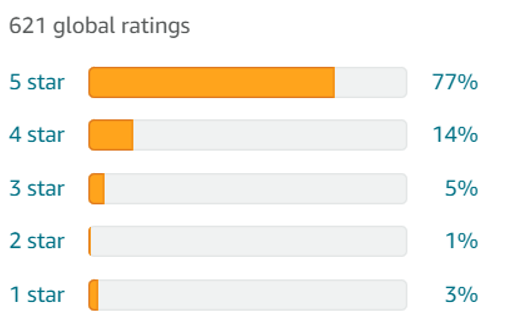 621 global ratings
5 star 77%
4 star 14%
3 star 5%
2 star 1%
1 star 3%